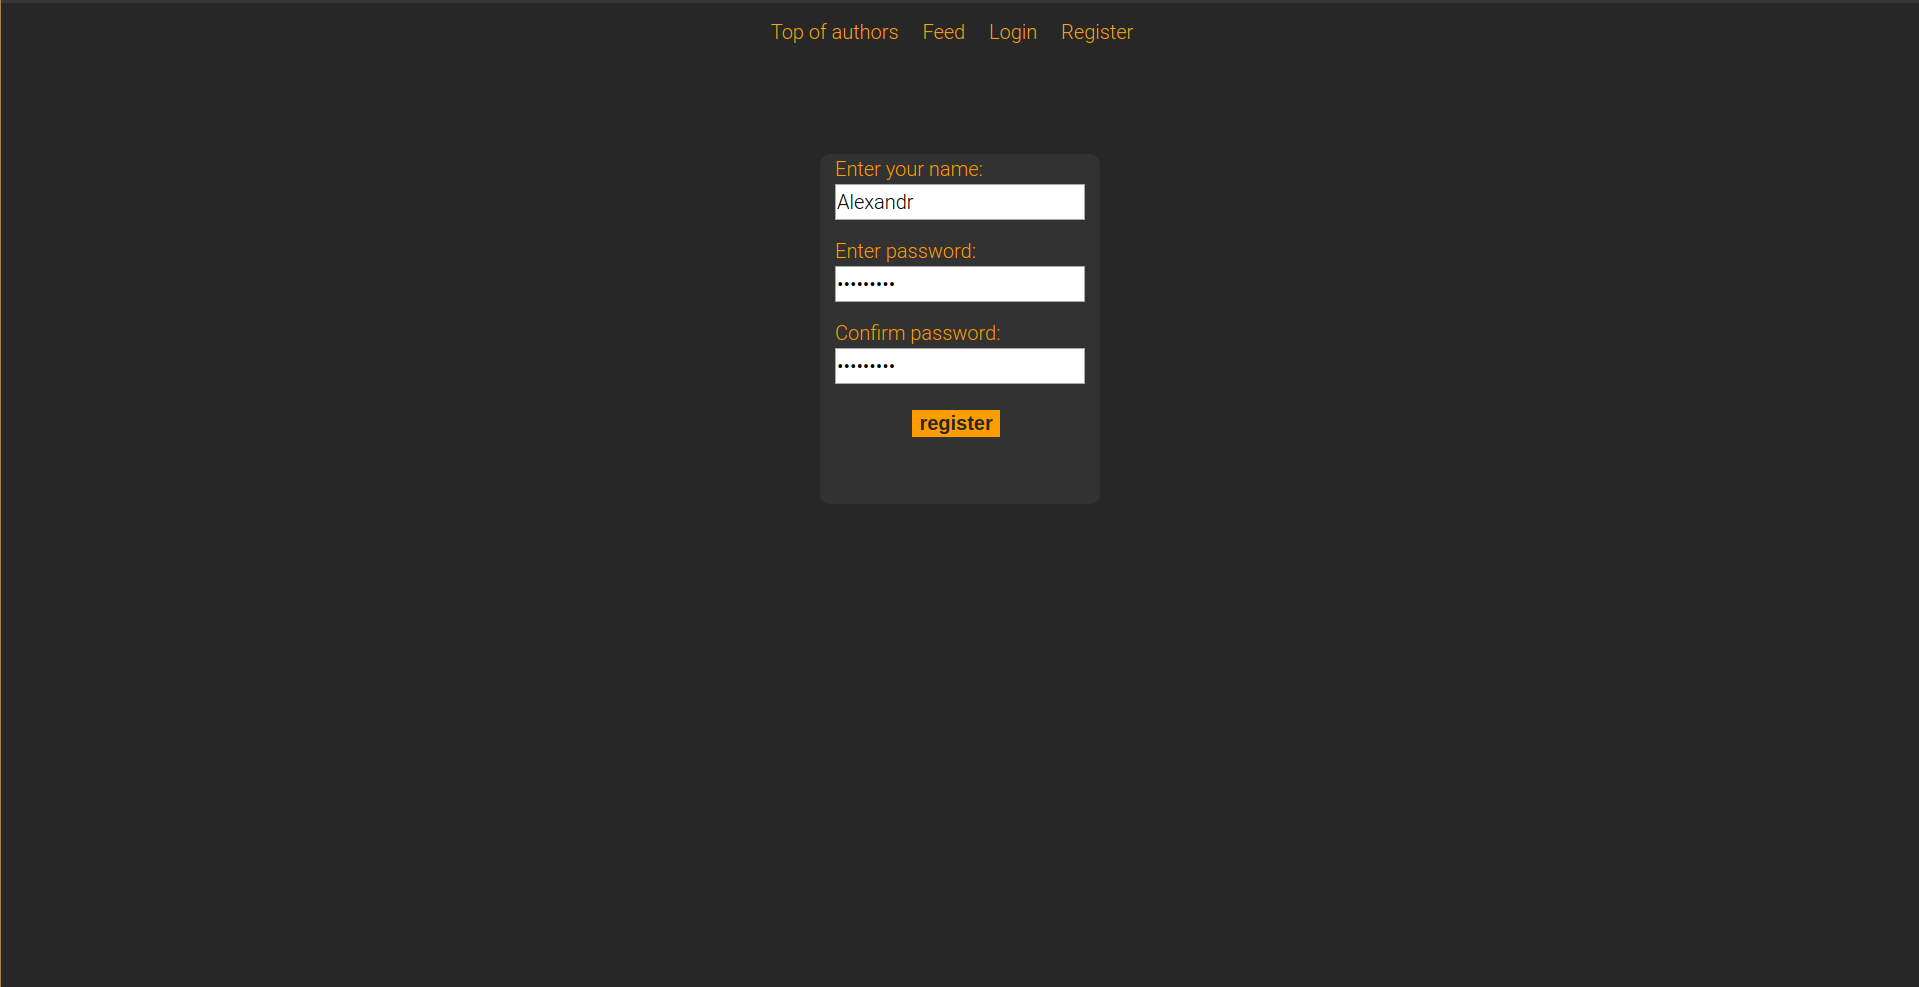 Top of authors Feed Login Register
Enter your name:
Alexandr
Enter password:
•••••••••
Confirm password:
•••••••••
register